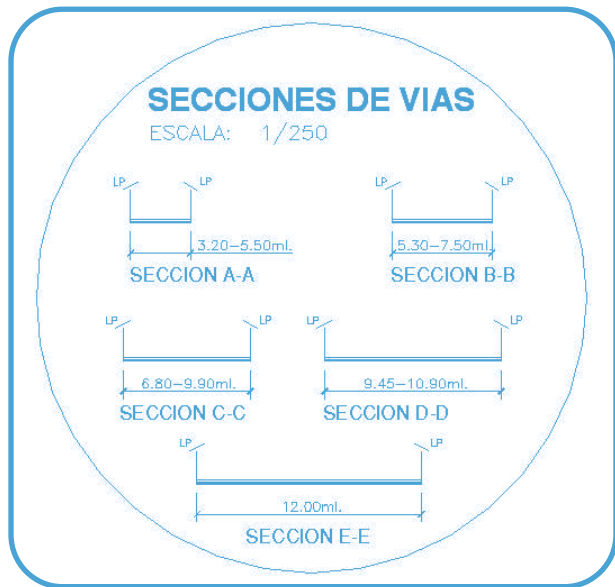 SECCIONES DE VIAS
ESCALA: 1/250
LP LP LP LP
3.20-5.50ml. 5.30-7.50ml.
SECCION A-A SECCION B-B
LP LP LP LP
6.80-9.90ml. 9.45-10.90ml.
SECCION C-C SECCION D-D
LP LP
12.00ml.
SECCION E-E